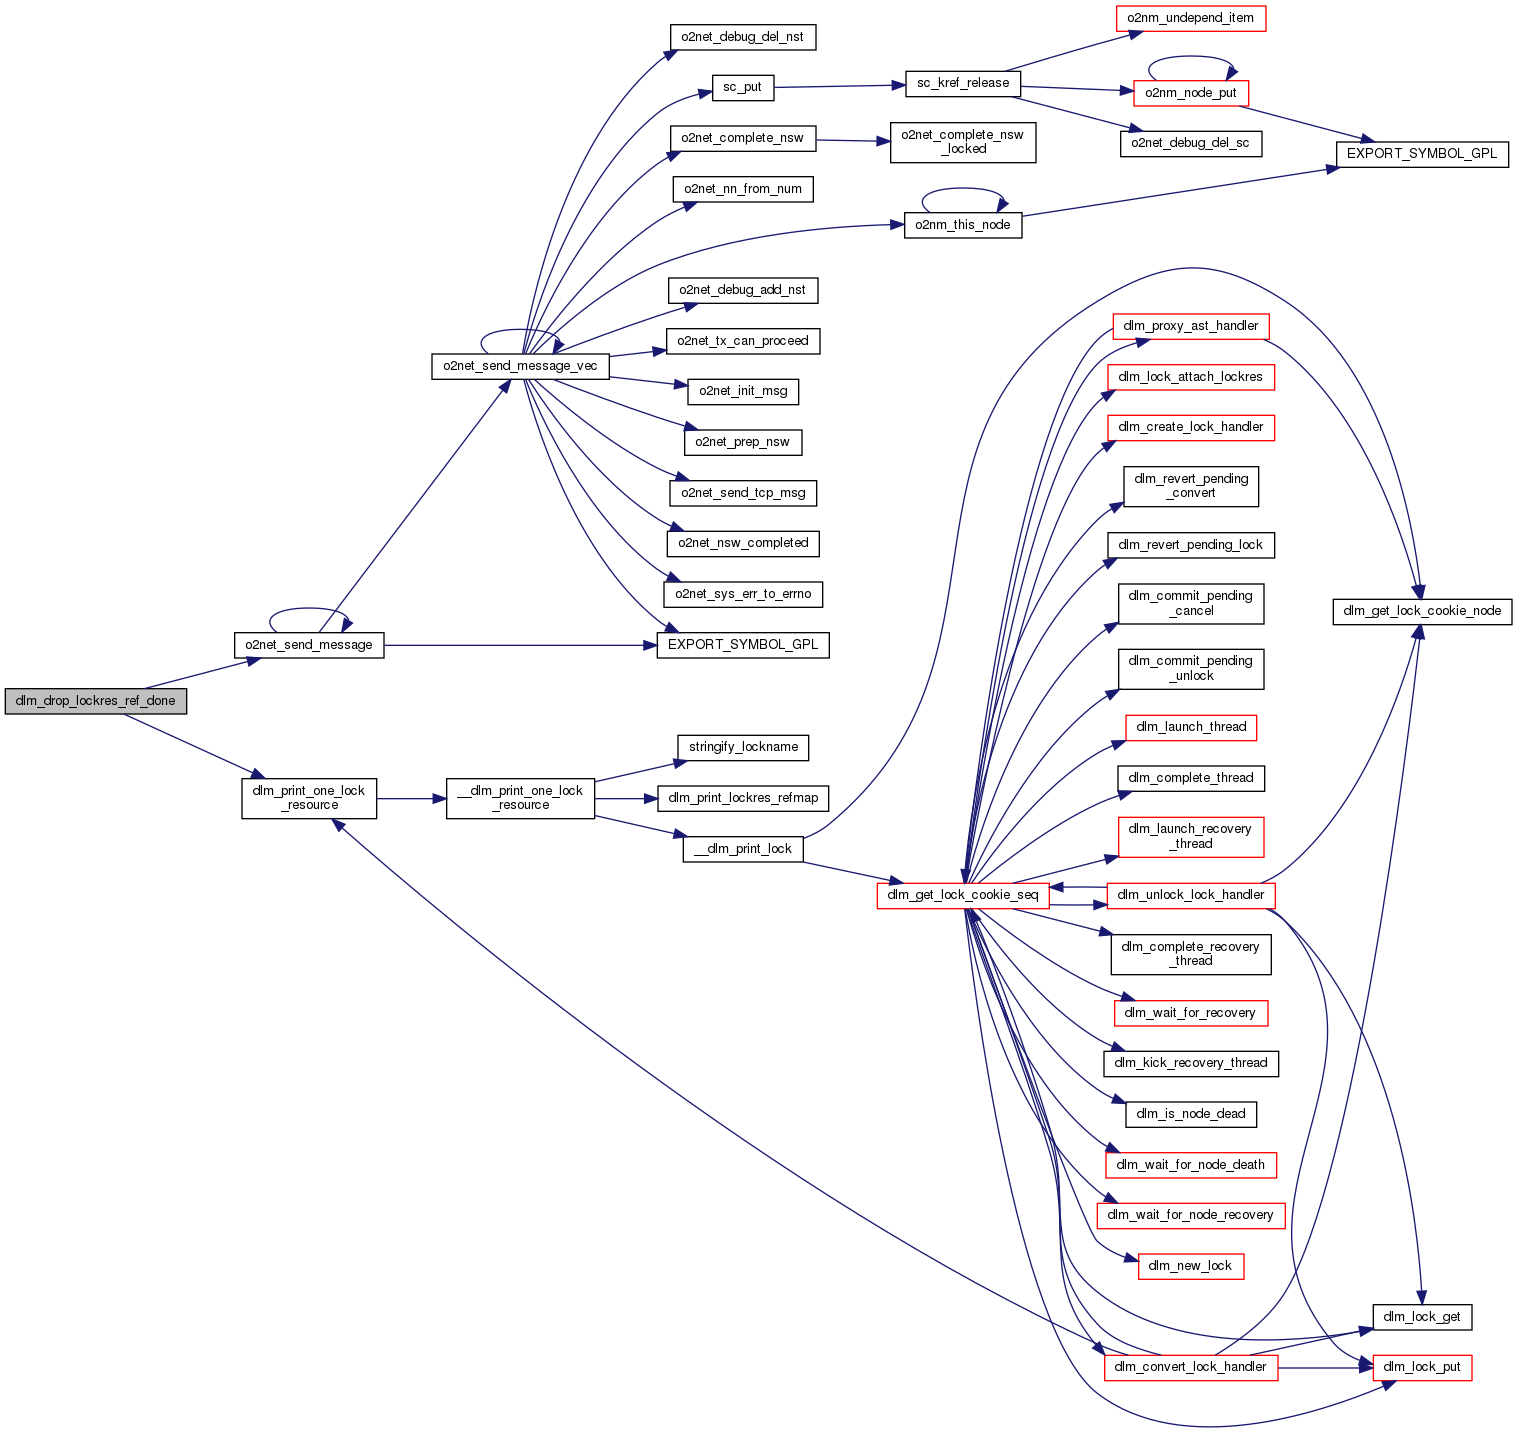 o2nm_undepend_item
o2net_debug_del_nst
sc_put
sc_kref_release
o2nm_node_put
o2net_complete_nsw
o2net_complete_nsw
_locked
o2net_debug_del_sc
EXPORT_SYMBOL_GPL
o2net_nn_from_num
o2nm_this_node
o2net_debug_add_nst
dlm_proxy_ast_handler
o2net_tx_can_proceed
o2net_send_message_vec
dlm_lock_attach_lockres
o2net_init_msg
dlm_create_lock_handler
o2net_prep_nsw
dlm_revert_pending
_convert
o2net_send_tcp_msg
o2net_nsw_completed
dlm_revert_pending_lock
o2net_sys_err_to_errno
dlm_commit_pending
_cancel
dlm_get_lock_cookie_node
o2net_send_message
EXPORT_SYMBOL_GPL
dlm_commit_pending
_unlock
dlm_drop_lockres_ref_done
dlm_launch_thread
stringify_lockname
dlm_complete_thread
dlm_print_one_lock
_resource
__dlm_print_one_lock
_resource
dlm_print_lockres_refmap
dlm_launch_recovery
_thread
__dlm_print_lock
dlm_get_lock_cookie_seq
dlm_unlock_lock_handler
dlm_complete_recovery
_thread
dlm_wait_for_recovery
dlm_kick_recovery_thread
dlm_is_node_dead
dlm_wait_for_node_death
dlm_wait_for_node_recovery
dlm_new_lock
dlm_lock_get
dlm_convert_lock_handler
dlm_lock_put